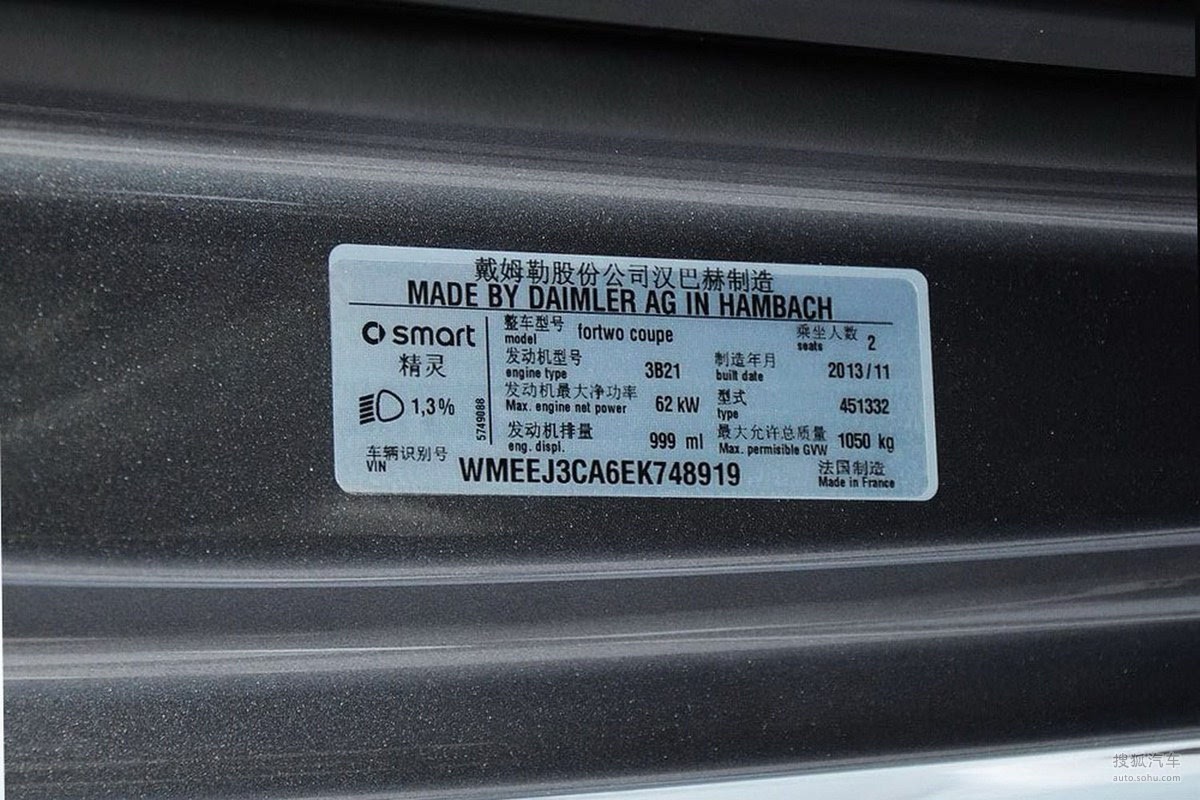 戴姆勒股份公司汉巴赫制造
MADE BY DAIMLER AG IN HAMBACH
smart
精灵
1,3%
5749088
整车型号 fortwo coupe 乘坐人数 2
model seats
发动机型号 3B21 制造年月 2013/11
engine type built date
发动机最大净功率 62 kW 型式 451332
Max. engine net power type
发动机排量 999 ml 最大允许总质量 1050 kg
eng. displ. Max. permisible GVW
车辆识别号 WMEEJ3CA6EK748919 法国制造
VIN Made in France
搜狐汽车
auto.sohu.com